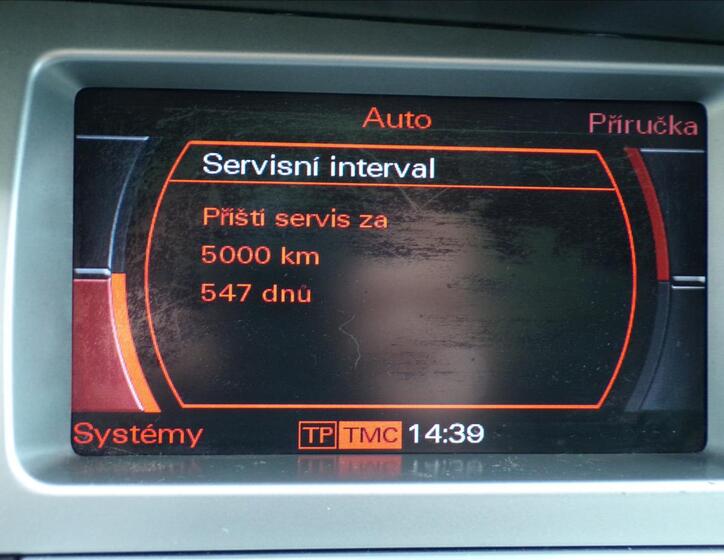 Auto
Příručka
Servisní interval
Příští servis za
5000 km
547 dnů
Systémy
TP TMC 14:39